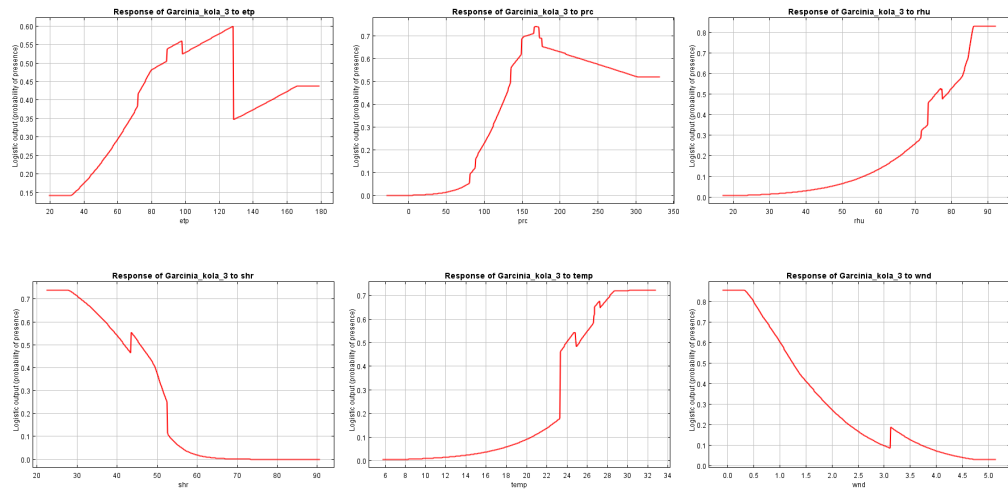 Response of Garcinia_kola_3 to etp
Logistic output (probability of presence)
0.60
0.55
0.50
0.45
0.40
0.35
0.30
0.25
0.20
0.15
20 40 60 80 100 120 140 160 180
etp
Response of Garcinia_kola_3 to prc
Logistic output (probability of presence)
0.7
0.6
0.5
0.4
0.3
0.2
0.1
0.0
0 50 100 150 200 250 300 350
prc
Response of Garcinia_kola_3 to rhu
Logistic output (probability of presence)
0.8
0.7
0.6
0.5
0.4
0.3
0.2
0.1
0.0
20 30 40 50 60 70 80 90
rhu
Response of Garcinia_kola_3 to shr
Logistic output (probability of presence)
0.7
0.6
0.5
0.4
0.3
0.2
0.1
0.0
20 30 40 50 60 70 80 90
shr
Response of Garcinia_kola_3 to temp
Logistic output (probability of presence)
0.7
0.6
0.5
0.4
0.3
0.2
0.1
0.0
6 8 10 12 14 16 18 20 22 24 26 28 30 32 34
temp
Response of Garcinia_kola_3 to wnd
Logistic output (probability of presence)
0.8
0.7
0.6
0.5
0.4
0.3
0.2
0.1
0.0
0.0 0.5 1.0 1.5 2.0 2.5 3.0 3.5 4.0 4.5 5.0
wnd